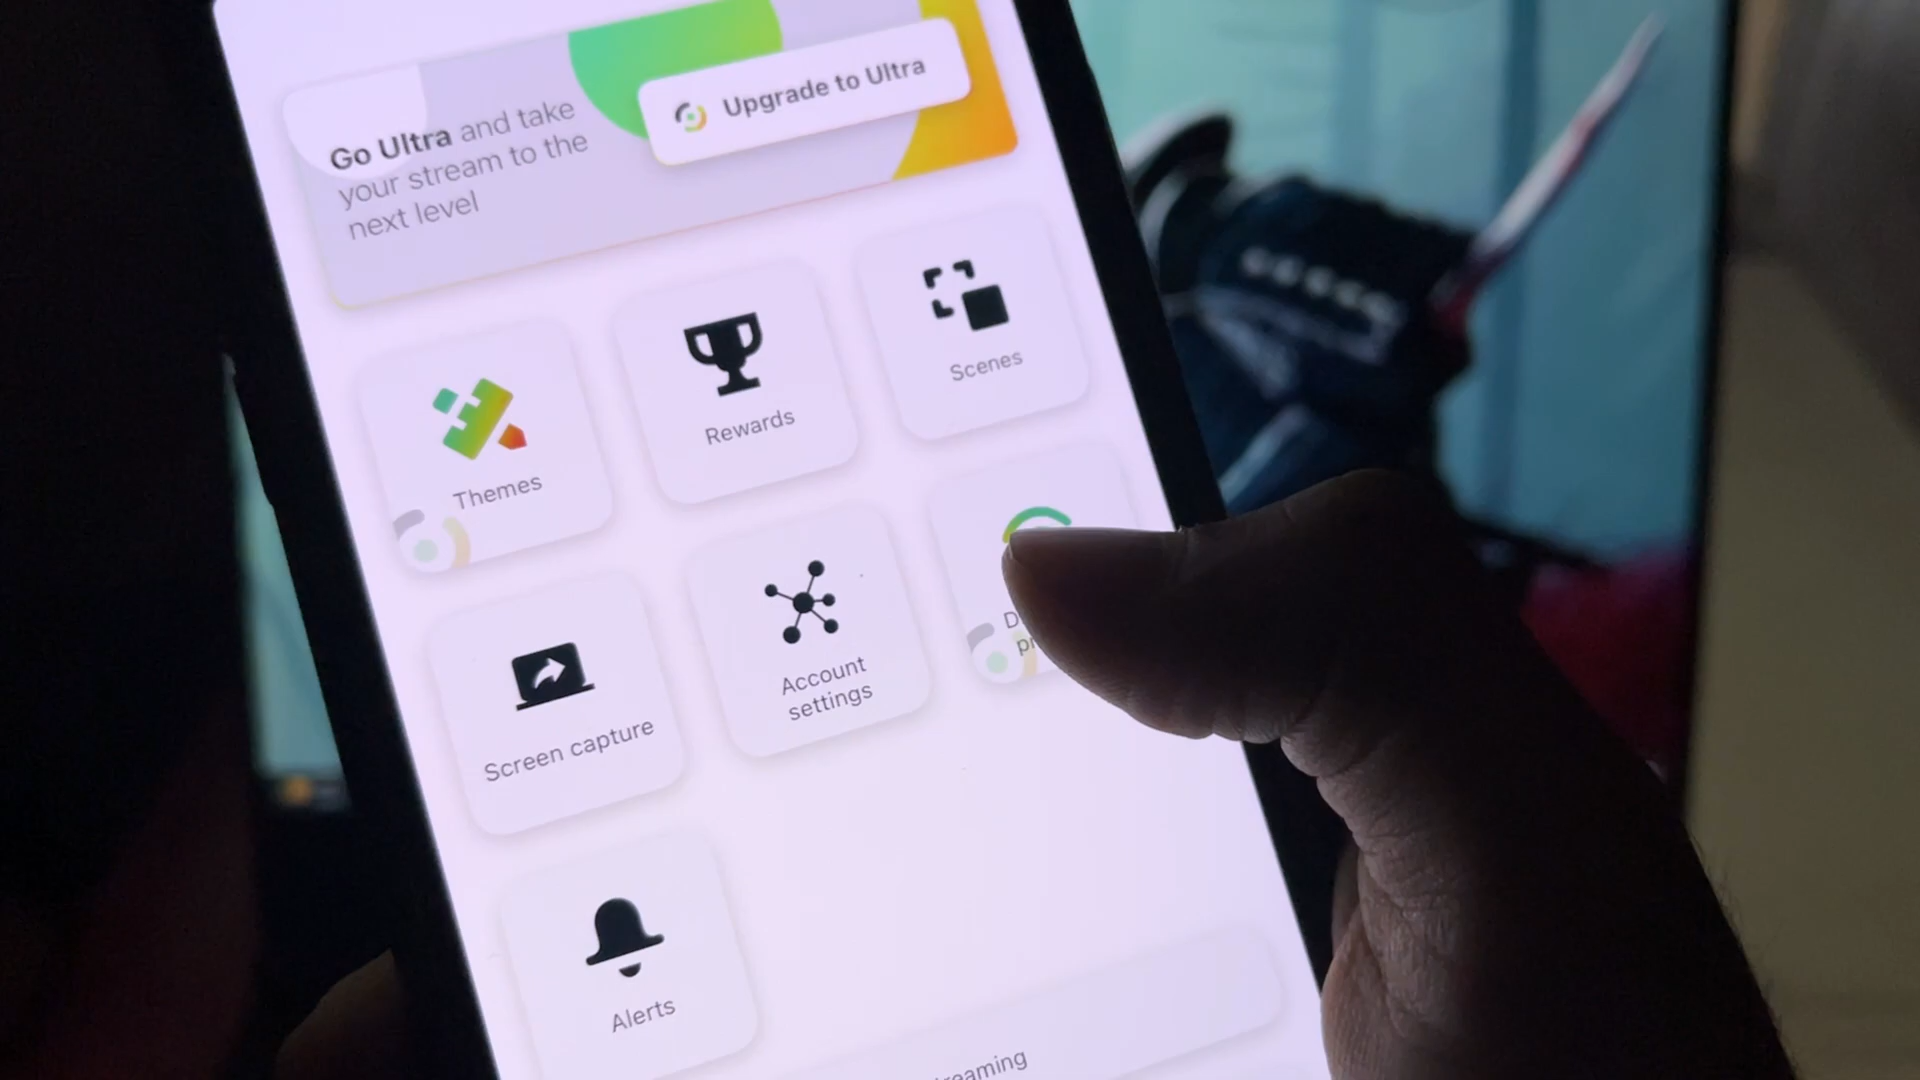 Go Ultra and take
your stream to the
next level
Upgrade to Ultra
Themes
Rewards
Scenes
Screen capture
Account
settings
Alerts